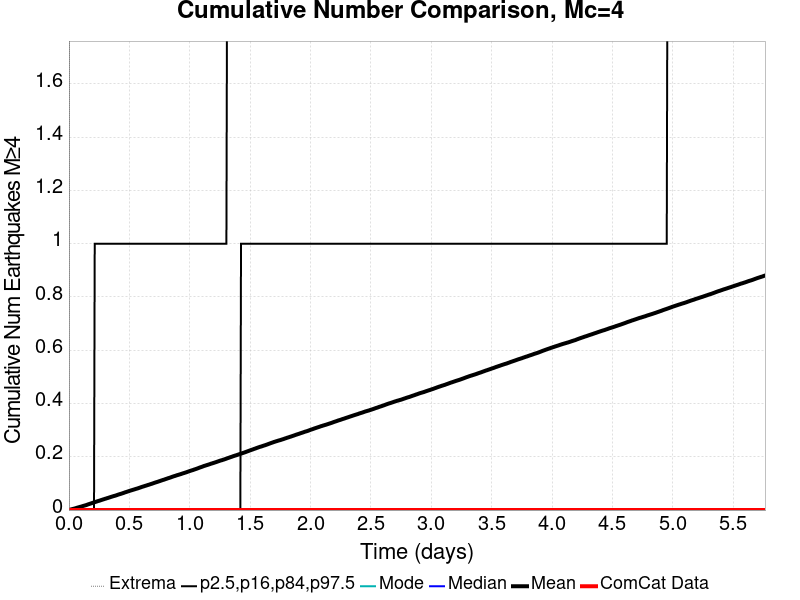 Cumulative Number Comparison, Mc=4
Cumulative Num Earthquakes M≥4
1.6
1.4
1.2
1
0.8
0.6
0.4
0.2
0
0.0 0.5 1.0 1.5 2.0 2.5 3.0 3.5 4.0 4.5 5.0 5.5
Time (days)
Extrema p2.5,p16,p84,p97.5 Mode Median Mean ComCat Data